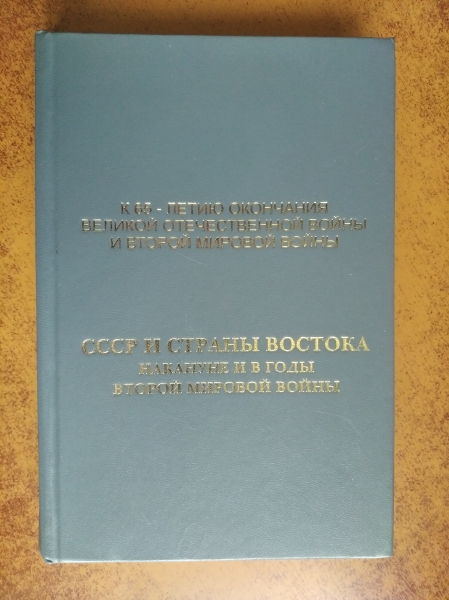 К 65 - ЛЕТИЮ ОКОНЧАНИЯ
ВЕЛИКОЙ ОТЕЧЕСТВЕННОЙ ВОЙНЫ
И ВТОРОЙ МИРОВОЙ ВОЙНЫ
СССР И СТРАНЫ ВОСТОКА
НАКАНУНЕ И В ГОДЫ
ВТОРОЙ МИРОВОЙ ВОЙНЫ